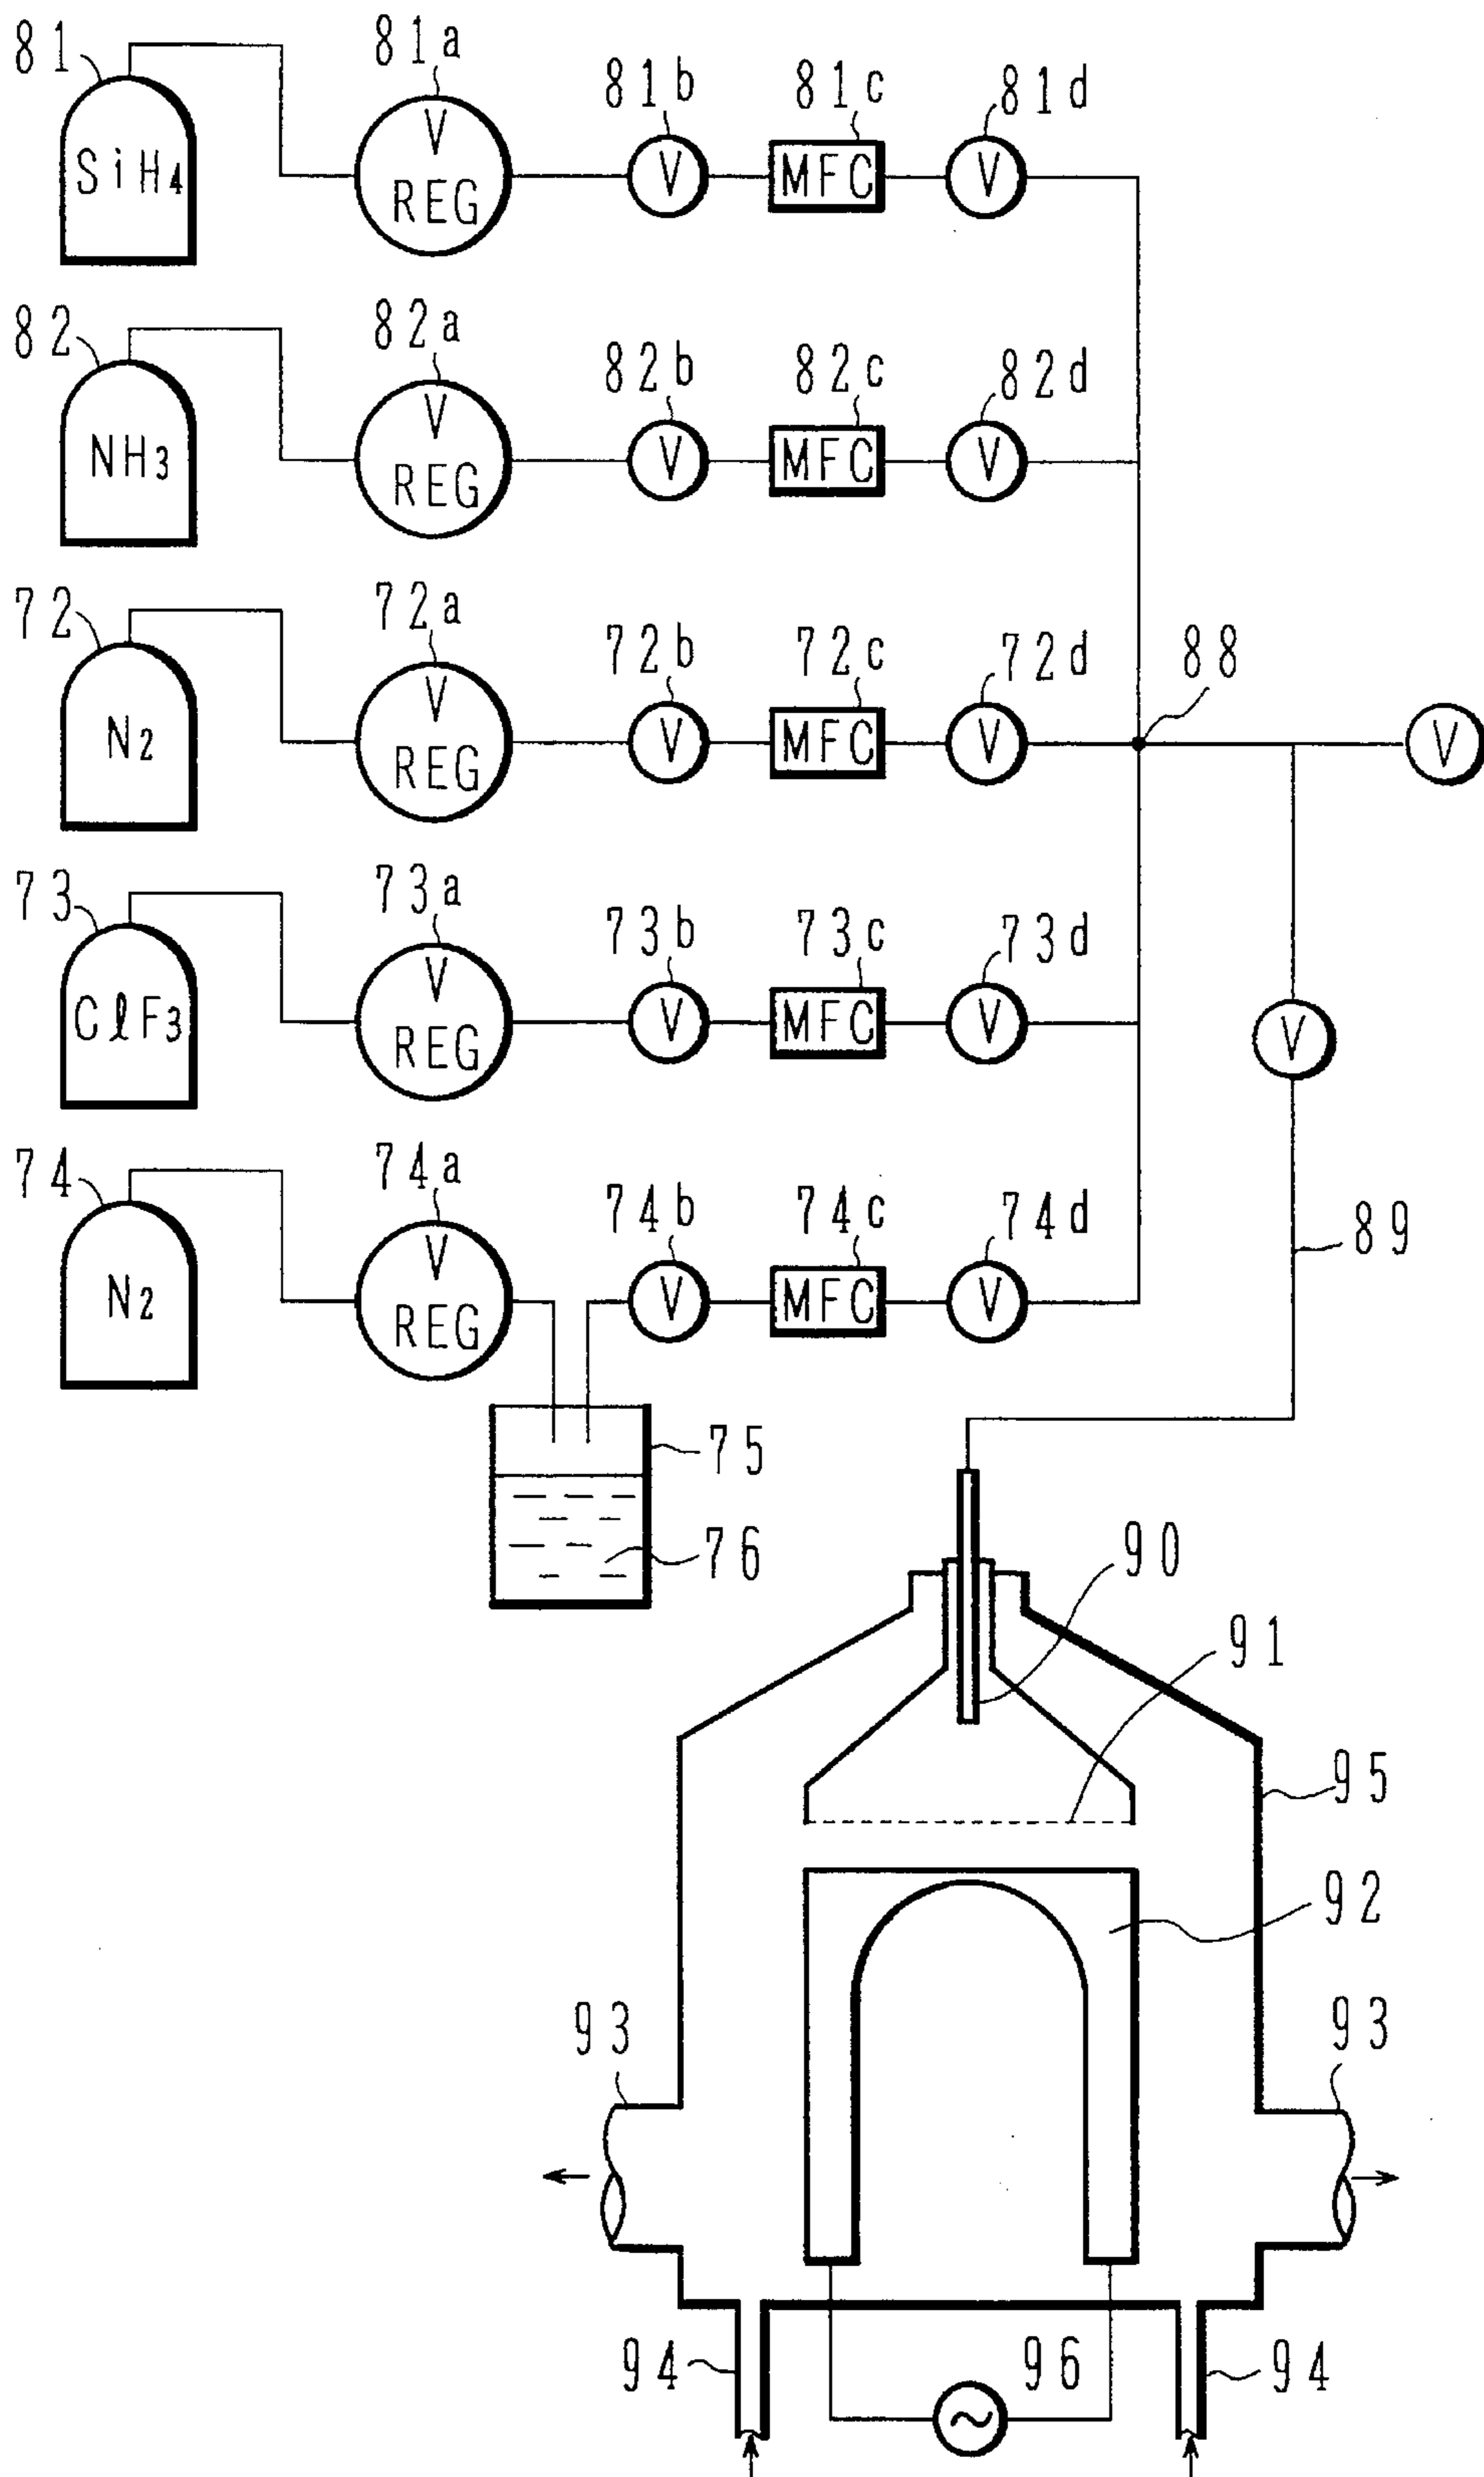 81
81a
81b
81c
81d
SiH4
V
REG
V
MFC
V
82
82a
82b
82c
82d
NH3
V
REG
V
MFC
V
72
72a
72b
72c
72d
88
N2
V
REG
V
MFC
V
V
73
73a
73b
73c
73d
ClF3
V
REG
V
MFC
V
V
74
74a
74b
74c
74d
89
N2
V
REG
V
MFC
V
75
76
90
91
95
92
93
93
94
96
94